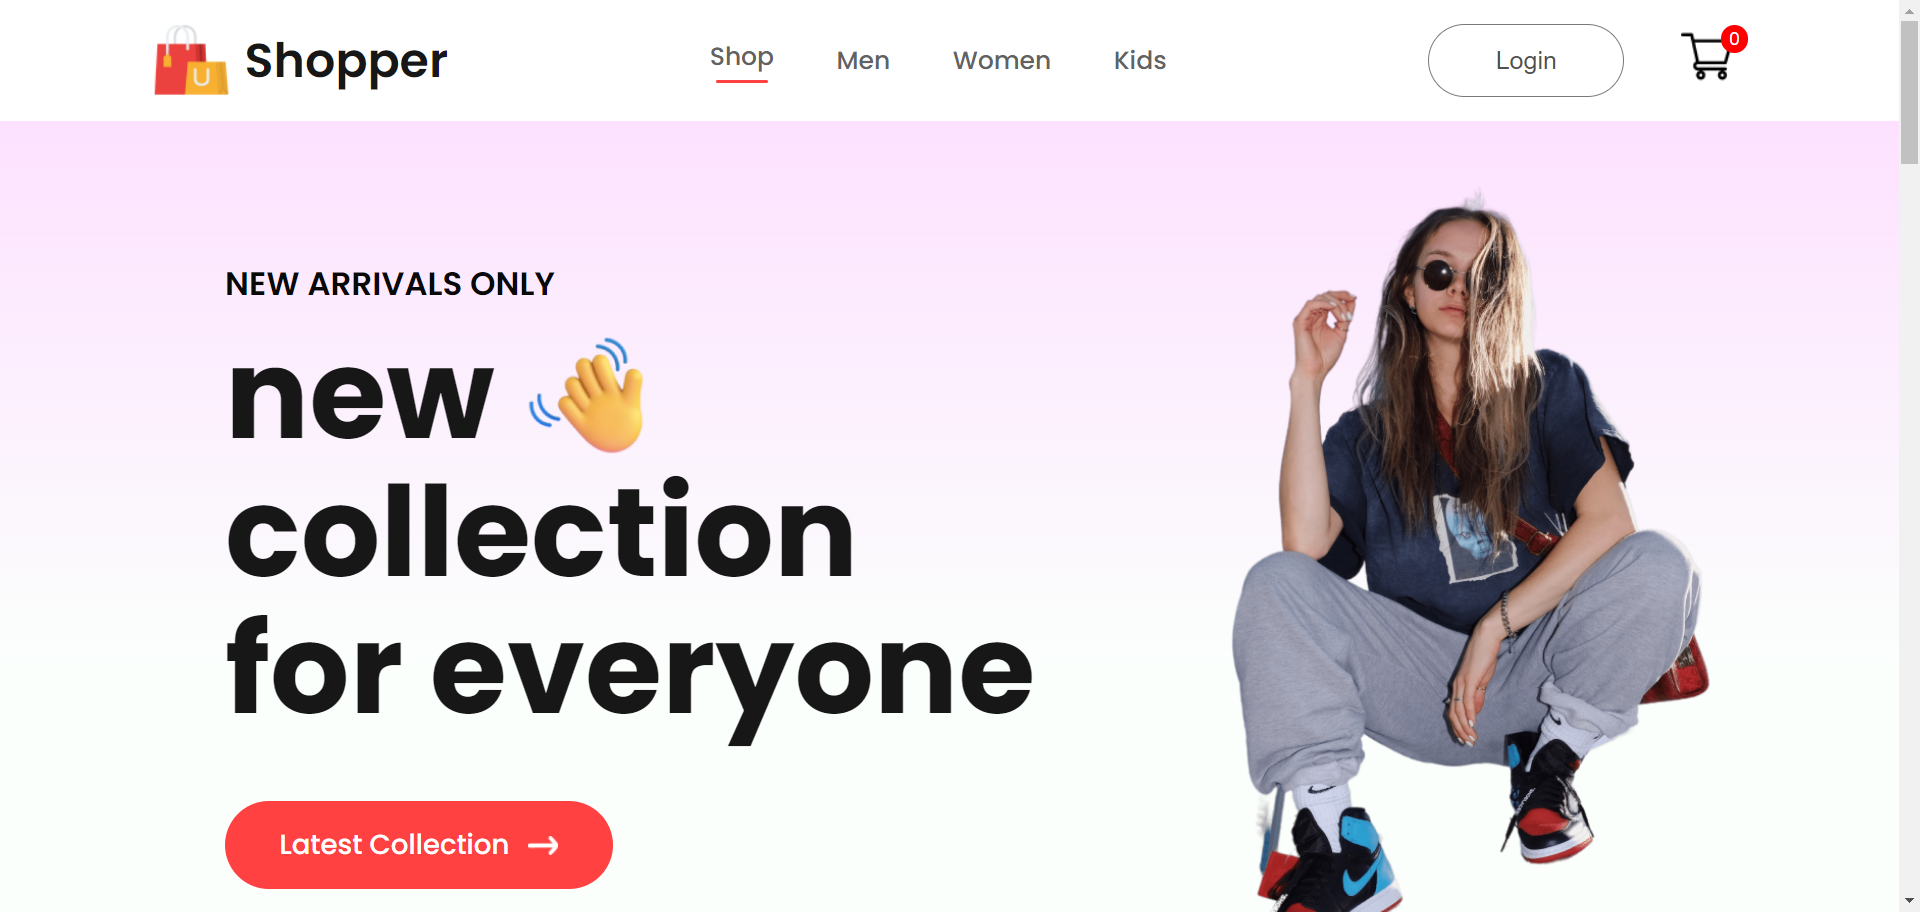 U
Shopper
Shop
Men
Women
Kids
Login
0
NEW ARRIVALS ONLY
new
collection
for everyone
Latest Collection